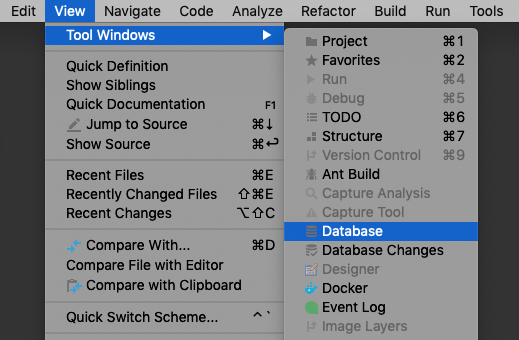 Edit View Navigate Code Analyze Refactor Build Run Tools
Tool Windows
Quick Definition
Show Siblings
Quick Documentation F1
Jump to Source ⌘↓
Show Source ⌘↩
Recent Files ⌘E
Recently Changed Files ⇧⌘E
Recent Changes ⌥⇧C
Compare With... ⌘D
Compare File with Editor
Compare with Clipboard
Quick Switch Scheme... ⌃`
Project ⌘1
Favorites ⌘2
Run ⌘4
Debug ⌘5
TODO ⌘6
Structure ⌘7
Version Control ⌘9
Ant Build
Capture Analysis
Capture Tool
Database
Database Changes
Designer
Docker
Event Log
Image Layers